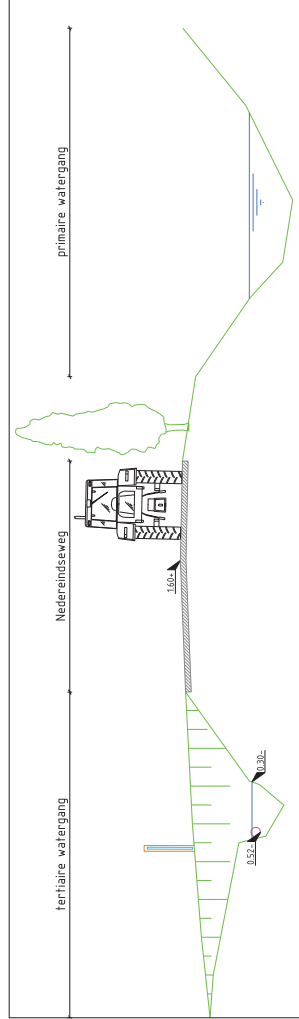 tertiaire watergang
Nedereindseweg
primaire watergang
1.60+
0.52-
0.30-